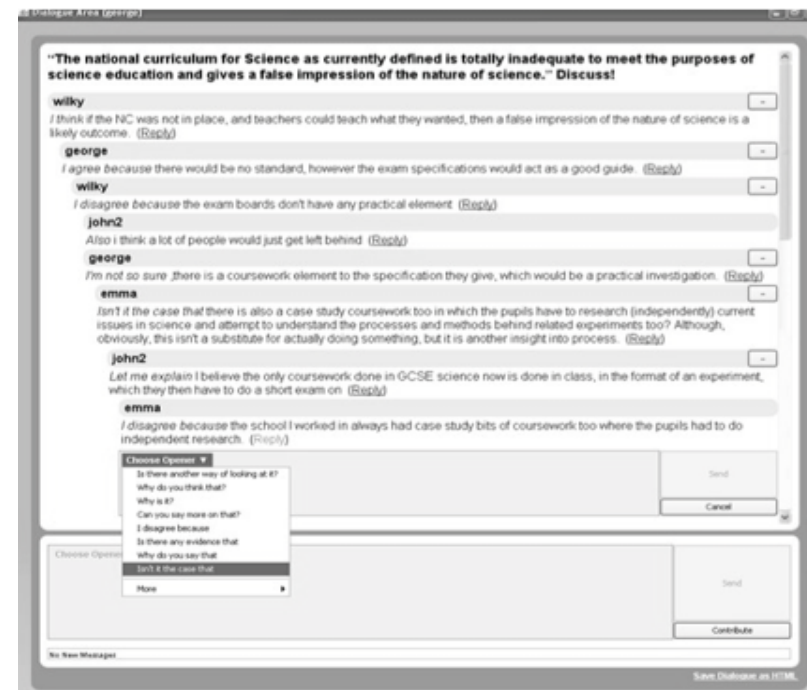 Dialogue Area (george)
"The national curriculum for Science as currently defined is totally inadequate to meet the purposes of
science education and gives a false impression of the nature of science." Discuss!
wilky
I think if the NC was not in place, and teachers could teach what they wanted, then a false impression of the nature of science is a
likely outcome. (Reply)
george
I agree because there would be no standard, however the exam specifications would act as a good guide. (Reply)
wilky
I disagree because the exam boards don't have any practical element (Reply)
john2
Also i think a lot of people would just get left behind (Reply)
george
I'm not so sure ,there is a coursework element to the specification they give, which would be a practical investigation. (Reply)
emma
Isn't it the case that there is also a case study coursework too in which the pupils have to research (independently) current
issues in science and attempt to understand the processes and methods behind related experiments too? Although,
obviously, this isn't a substitute for actually doing something, but it is another insight into process. (Reply)
john2
Let me explain I believe the only coursework done in GCSE science now is done in class, in the format of an experiment,
which they then have to do a short exam on (Reply)
emma
I disagree because the school I worked in always had case study bits of coursework too where the pupils had to do
independent research. (Reply)
Choose Opener ▼
Is there another way of looking at it?
Why do you think that?
Why is it?
Can you say more on that?
I disagree because
Is there any evidence that
Why do you say that
Isn't it the case that
More
Send
Cancel
Choose Opener
Send
Contribute
No New Messages
Save Dialogue as HTML